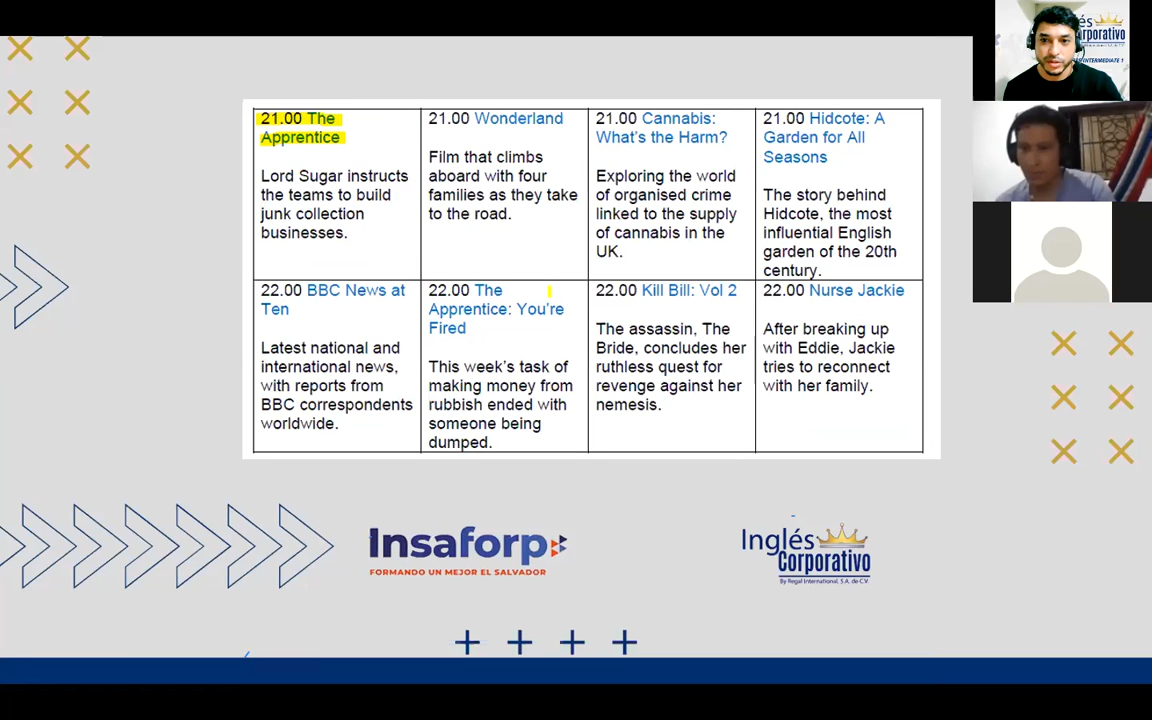 21.00 The
Apprentice
Lord Sugar instructs
the teams to build
junk collection
businesses.
21.00 Wonderland
Film that climbs
aboard with four
families as they take
to the road.
21.00 Cannabis:
What's the Harm?
Exploring the world
of organised crime
linked to the supply
of cannabis in the
UK.
21.00 Hidcote: A
Garden for All
Seasons
The story behind
Hidcote, the most
influential English
garden of the 20th
century.
22.00 BBC News at
Ten
Latest national and
international news,
with reports from
BBC correspondents
worldwide.
22.00 The
Apprentice: You're
Fired
This week's task of
making money from
rubbish ended with
someone being
dumped.
22.00 Kill Bill: Vol 2
The assassin, The
Bride, concludes her
ruthless quest for
revenge against her
nemesis.
22.00 Nurse Jackie
After breaking up
with Eddie, Jackie
tries to reconnect
with her family.
Insaforp
FORMANDO UN MEJOR EL SALVADOR
Inglés
Corporativo
By Regal International, S.A. de C.V.
INTERMEDIATE 1